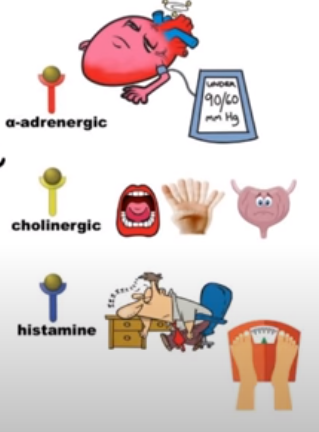 UNDER
90/60
mm Hg
α-adrenergic
cholinergic
histamine